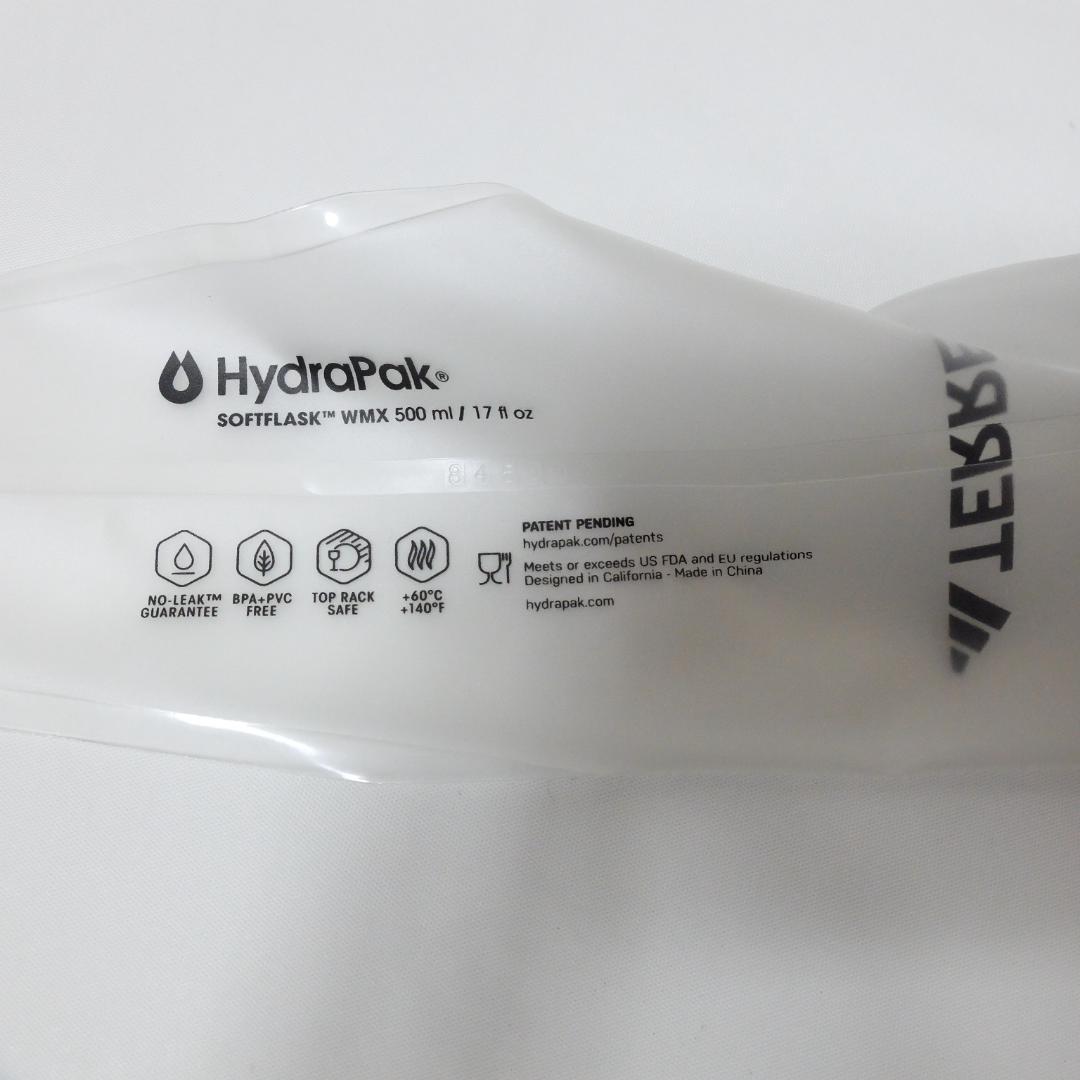 HydraPak®
SOFTFLASK™ WMX 500 ml / 17 fl oz
84
NO-LEAK™
GUARANTEE
BPA+PVC
FREE
TOP RACK
SAFE
+60°C
+140°F
PATENT PENDING
hydrapak.com/patents
Meets or exceeds US FDA and EU regulations
Designed in California - Made in China
hydrapak.com
TERRE